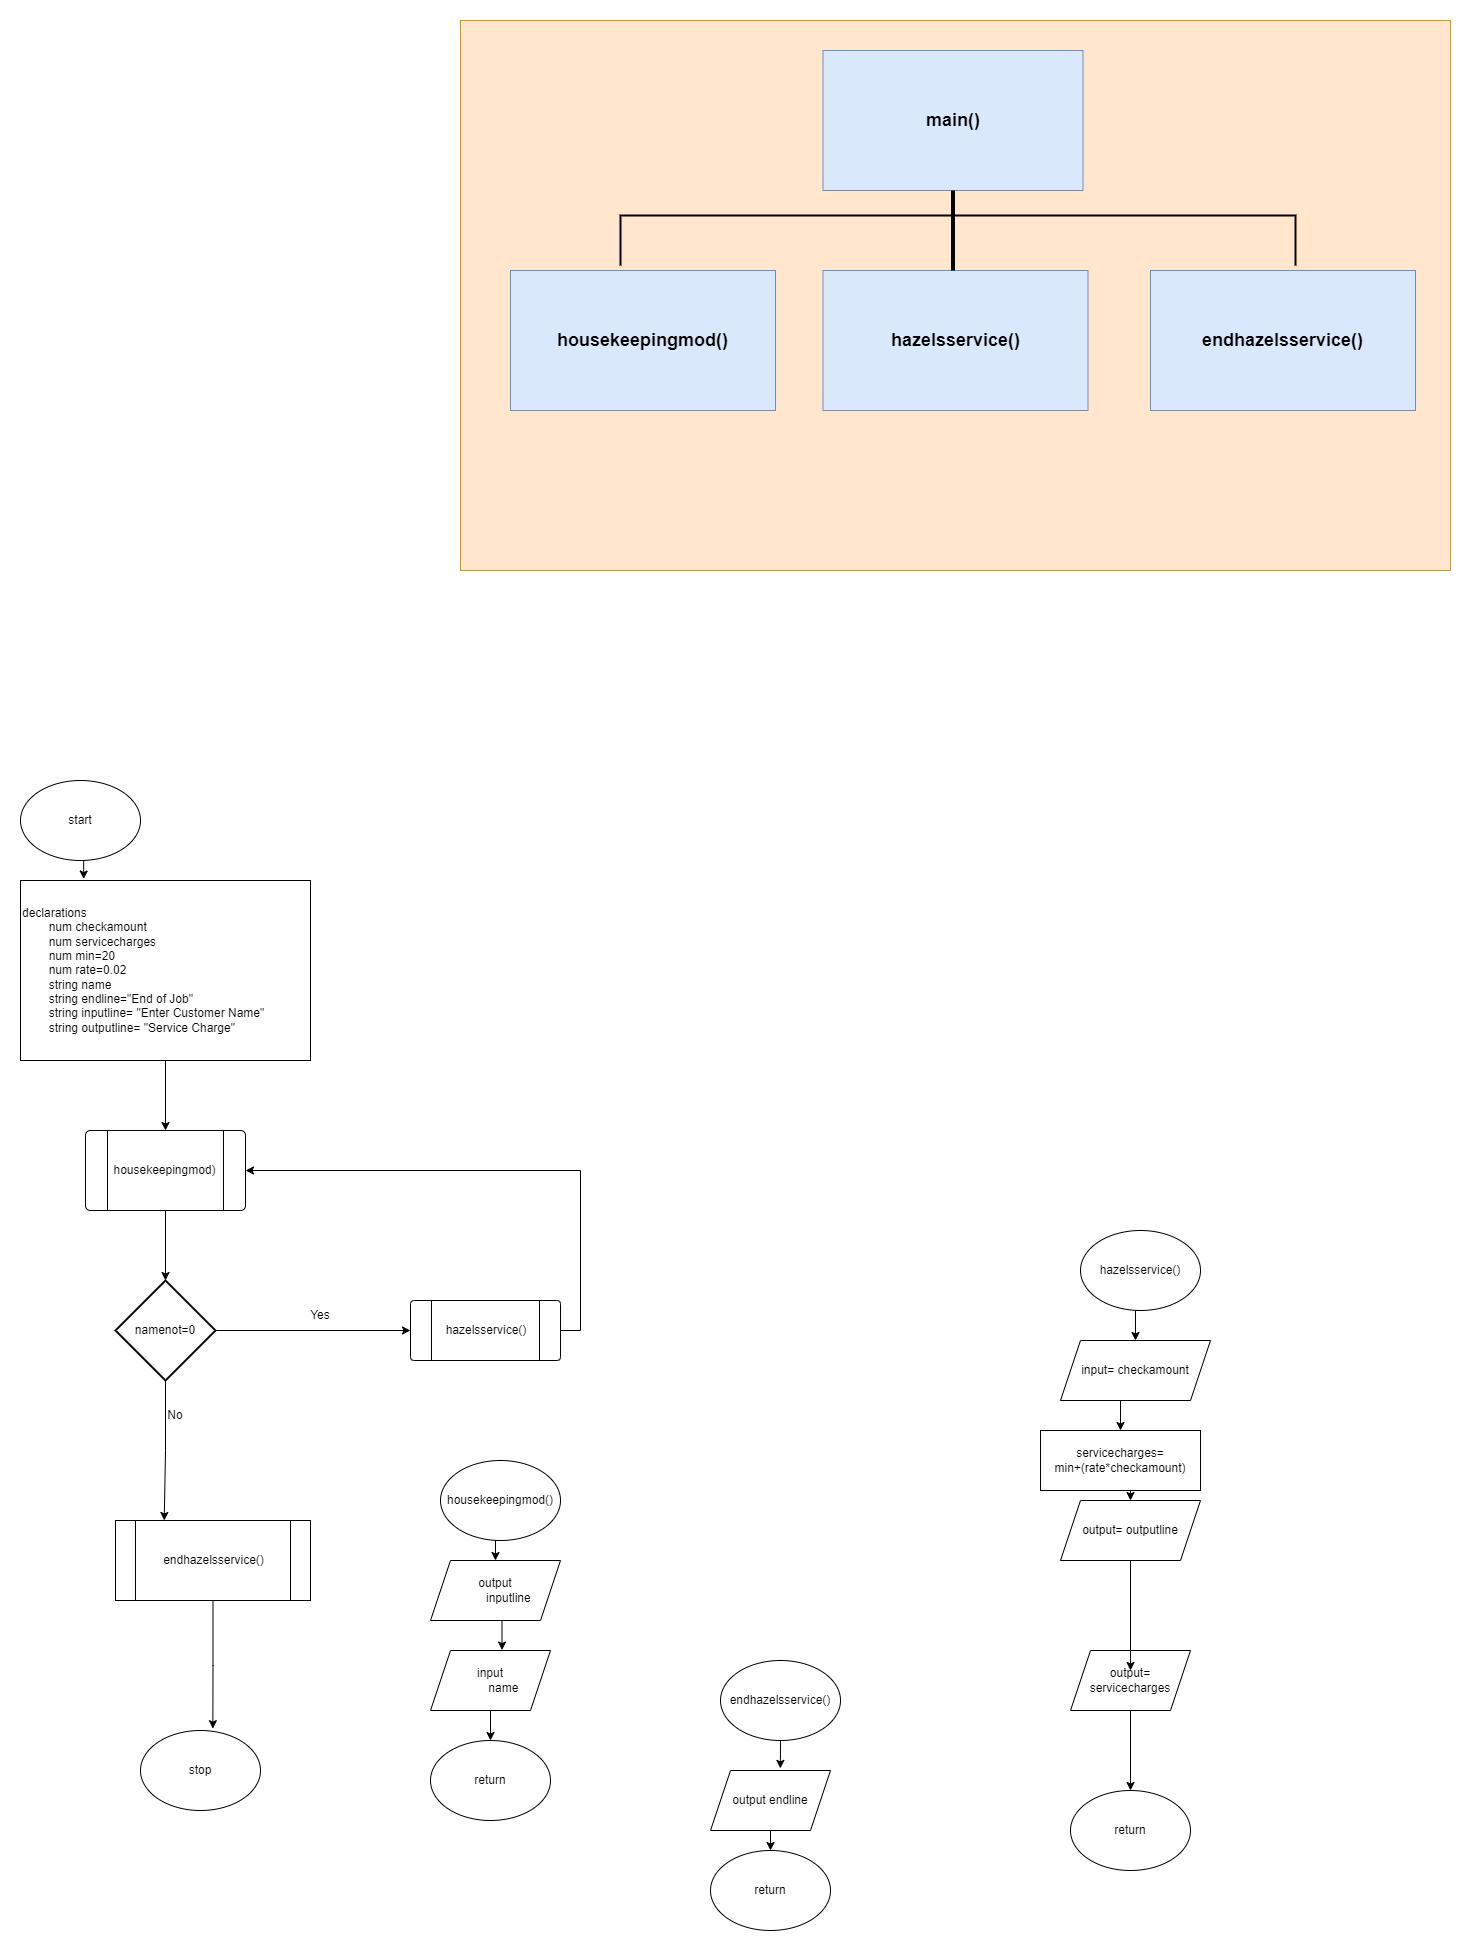 main()
housekeepingmod()
hazelsservice()
endhazelsservice()
start
declarations
num checkamount
num servicecharges
num min=20
num rate=0.02
string name
string endline="End of Job"
string inputline= "Enter Customer Name"
string outputline= "Service Charge"
housekeepingmod)
namenot=0
Yes
hazelsservice()
No
endhazelsservice()
stop
housekeepingmod()
output
inputline
input
name
return
endhazelsservice()
output endline
return
hazelsservice()
input= checkamount
servicecharges=
min+(rate*checkamount)
output= outputline
output=
servicecharges
return